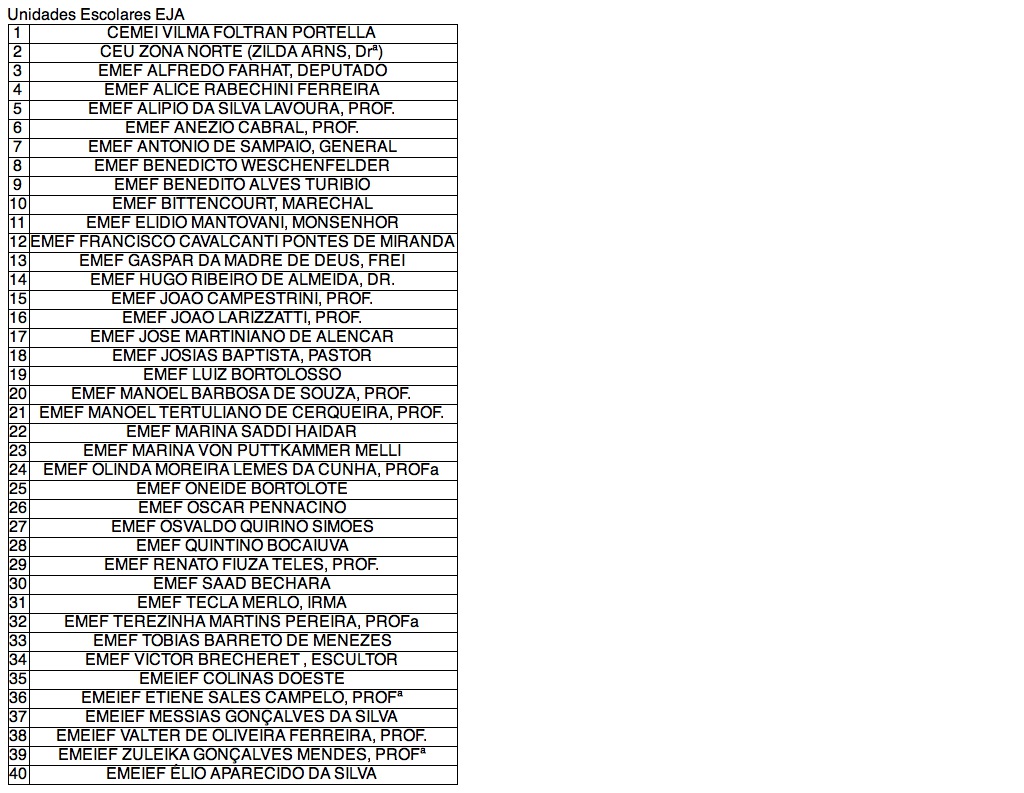 Unidades Escolares EJA
1 CEMEI VILMA FOLTRAN PORTELLA
2 CEU ZONA NORTE (ZILDA ARNS, Drª)
3 EMEF ALFREDO FARHAT, DEPUTADO
4 EMEF ALICE RABECHINI FERREIRA
5 EMEF ALIPIO DA SILVA LAVOURA, PROF.
6 EMEF ANEZIO CABRAL, PROF.
7 EMEF ANTONIO DE SAMPAIO, GENERAL
8 EMEF BENEDICTO WESCHENFELDER
9 EMEF BENEDITO ALVES TURIBIO
10 EMEF BITTENCOURT, MARECHAL
11 EMEF ELIDIO MANTOVANI, MONSENHOR
12 EMEF FRANCISCO CAVALCANTI PONTES DE MIRANDA
13 EMEF GASPAR DA MADRE DE DEUS, FREI
14 EMEF HUGO RIBEIRO DE ALMEIDA, DR.
15 EMEF JOAO CAMPESTRINI, PROF.
16 EMEF JOAO LARIZZATTI, PROF.
17 EMEF JOSE MARTINIANO DE ALENCAR
18 EMEF JOSIAS BAPTISTA, PASTOR
19 EMEF LUIZ BORTOLOSSO
20 EMEF MANOEL BARBOSA DE SOUZA, PROF.
21 EMEF MANOEL TERTULIANO DE CERQUEIRA, PROF.
22 EMEF MARINA SADDI HAIDAR
23 EMEF MARINA VON PUTTKAMMER MELLI
24 EMEF OLINDA MOREIRA LEMES DA CUNHA, PROFa
25 EMEF ONEIDE BORTOLOTE
26 EMEF OSCAR PENNACINO
27 EMEF OSVALDO QUIRINO SIMOES
28 EMEF QUINTINO BOCAIUVA
29 EMEF RENATO FIUZA TELES, PROF.
30 EMEF SAAD BECHARA
31 EMEF TECLA MERLO, IRMA
32 EMEF TEREZINHA MARTINS PEREIRA, PROFa
33 EMEF TOBIAS BARRETO DE MENEZES
34 EMEF VICTOR BRECHERET , ESCULTOR
35 EMEIEF COLINAS DOESTE
36 EMEIEF ETIENE SALES CAMPELO, PROFª
37 EMEIEF MESSIAS GONÇALVES DA SILVA
38 EMEIEF VALTER DE OLIVEIRA FERREIRA, PROF.
39 EMEIEF ZULEIKA GONÇALVES MENDES, PROFª
40 EMEIEF ÉLIO APARECIDO DA SILVA